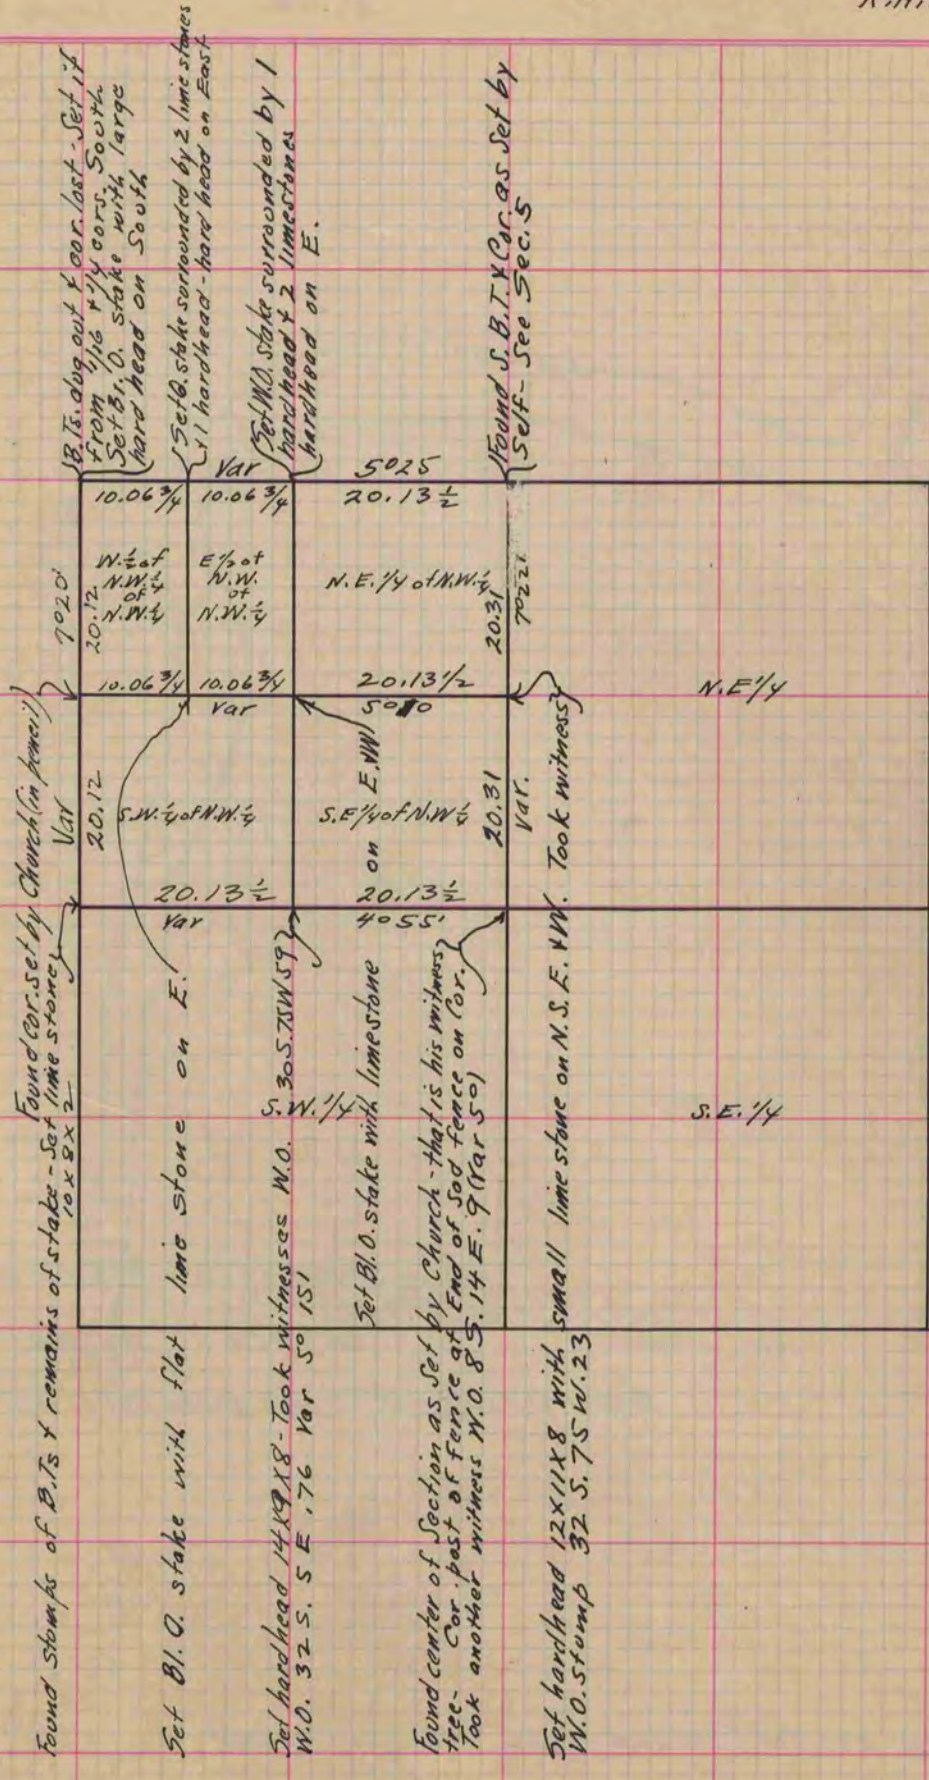 B.Ts. dug out & cor. lost - Set it
from 1/16 & 1/4 cors. South
Set Br. O. stake with large
hard head on South
Set B. stake surrounded by 2 lime stones
& 1 hardhead - hard head on East
Set W.O. stake surrounded by 1
hardhead & 2 limestones
hardhead on E.
Found S.B.T. & Cor. as Set by
Self - See Sec. 5
Var 5°25
10.06 3/4 10.06 3/4 20.13 1/2
7°20'
20.12
W. 1/2 of
N.W. 1/4
of
N.W. 1/4
E 1/2 of
N.W.
of
N.W. 1/4
N.E. 1/4 of N.W. 1/4
20.31
7°22'
10.06 3/4 10.06 3/4 20.13 1/2
Var
N.E 1/4
Found Cor. set by Church (in pencil)
Var
20.12
S.W. 1/4 of N.W. 1/4
S.E 1/4 of N.W 1/4
20.31
Var.
20.13 1/2 20.13 1/2
Var 4°55'
Found stumps of B.Ts & remains of stake - Set lime stone
10 x 8 x 2
Set Bl. O. stake with flat lime stone on E.
Set hardhead 14 x 9 x 8 - Took witnesses W.O. 30 S. 75 W 59
W.O. 32 S. 5 E. 76 Var 5° 15'
S.W. 1/4
Set Bl. O. stake with limestone on E. & W
Found center of Section as Set by Church - that is his witness
tree - Cor. post of fence at End of Sod fence on Cor.
Took another witness W.O. 8 S. 14 E. 9 (Var 5°)
Set hardhead 12 X 11 X 8 with small lime stone on N. S. E. & W. Took witness
W.O. stump 32 S. 75 W. 23
S.E. 1/4